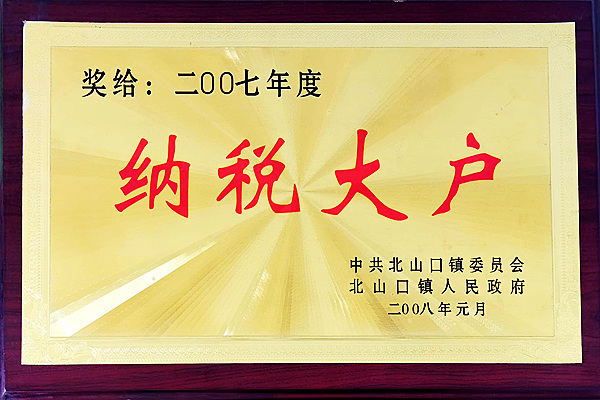 奖给：二00七年度
纳税大户
中共北山口镇委员会
北山口镇人民政府
二00八年元月